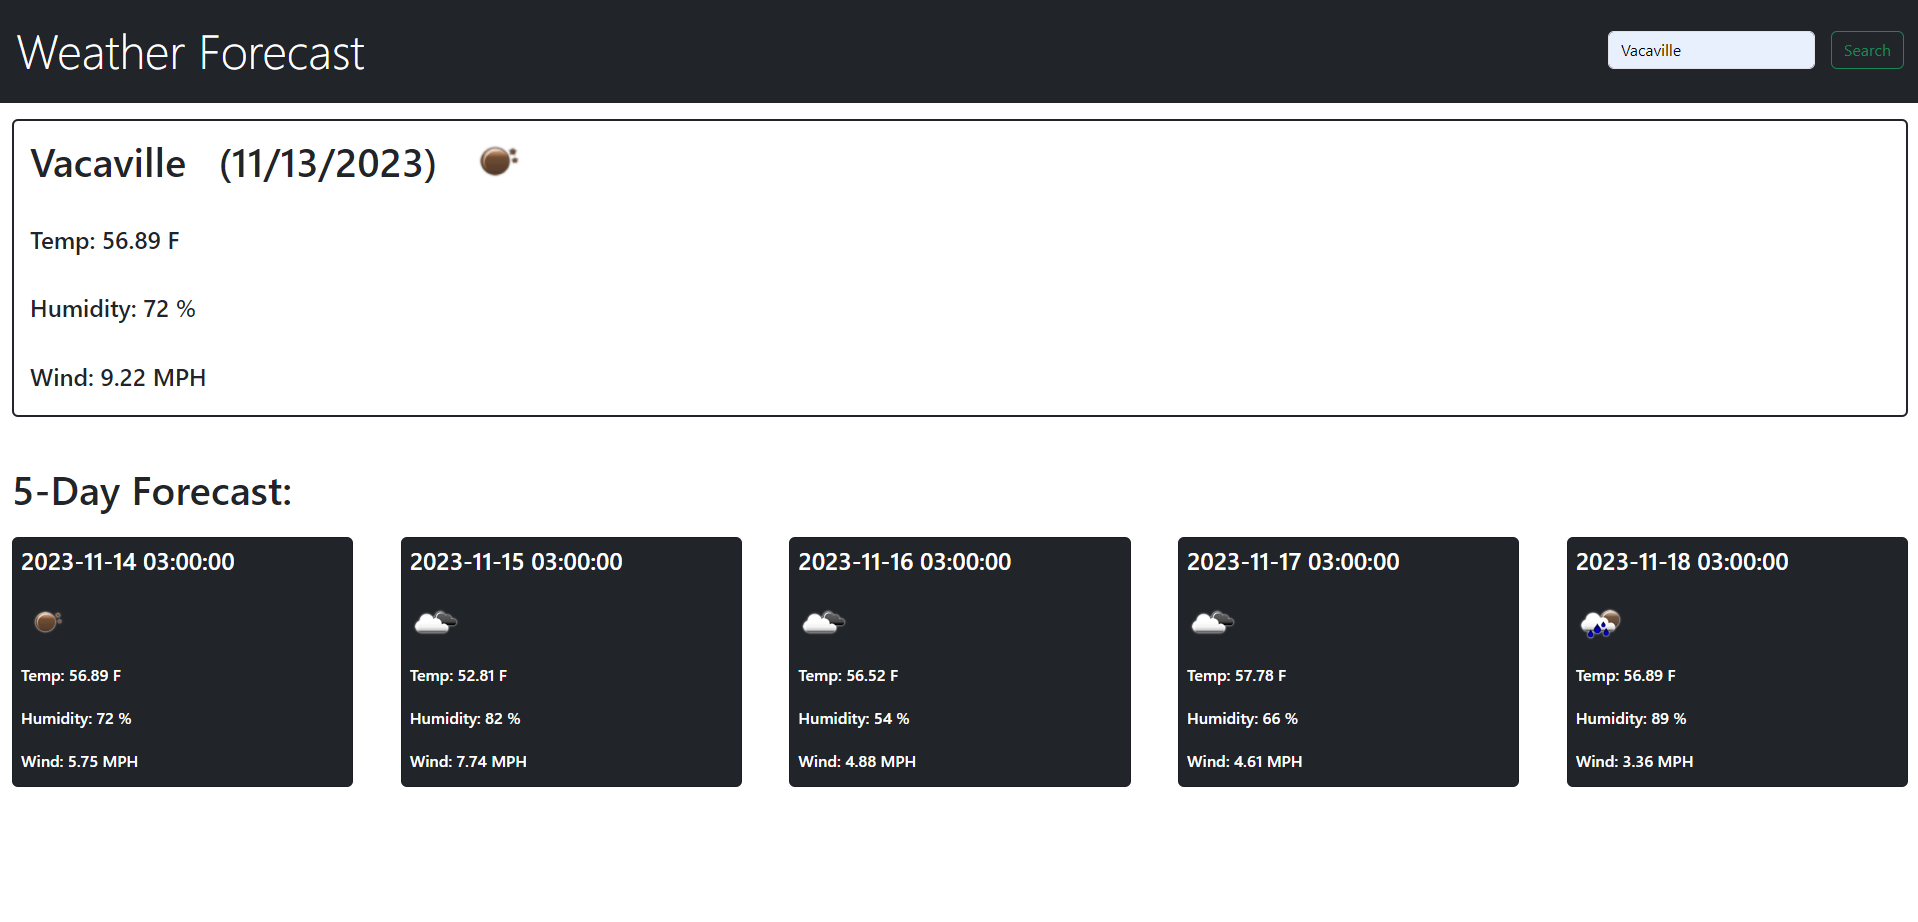 Weather Forecast
Vacaville
Search
Vacaville (11/13/2023)
Temp: 56.89 F
Humidity: 72 %
Wind: 9.22 MPH
5-Day Forecast:
2023-11-14 03:00:00
Temp: 56.89 F
Humidity: 72 %
Wind: 5.75 MPH
2023-11-15 03:00:00
Temp: 52.81 F
Humidity: 82 %
Wind: 7.74 MPH
2023-11-16 03:00:00
Temp: 56.52 F
Humidity: 54 %
Wind: 4.88 MPH
2023-11-17 03:00:00
Temp: 57.78 F
Humidity: 66 %
Wind: 4.61 MPH
2023-11-18 03:00:00
Temp: 56.89 F
Humidity: 89 %
Wind: 3.36 MPH